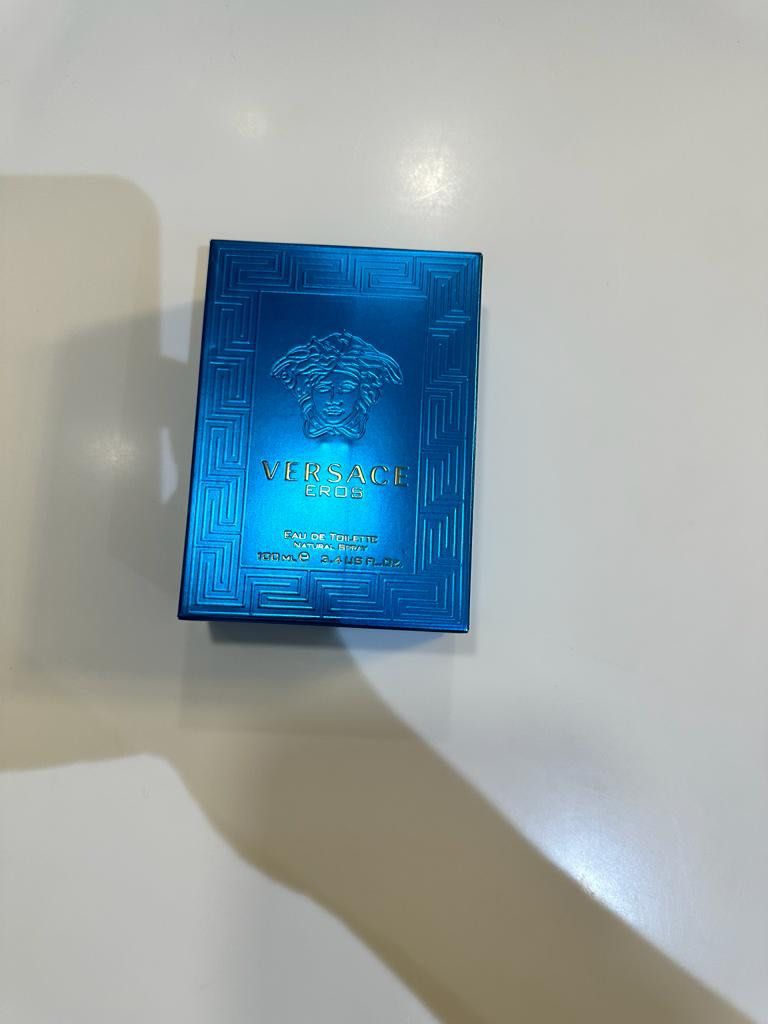 VERSACE
EROS
EAU DE TOILETTE
NATURAL SPRAY
100 ML ℮ 3.4 US FL.OZ.